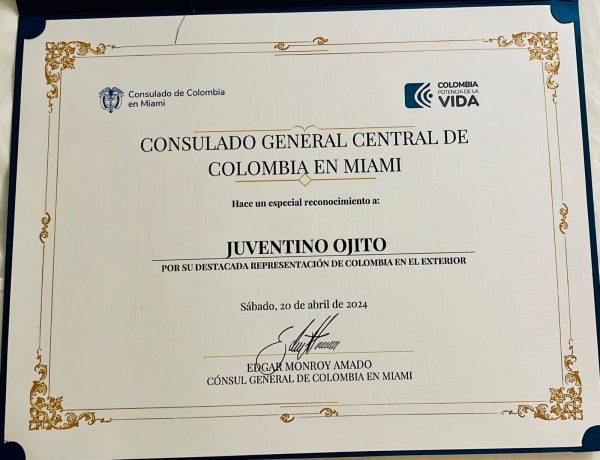 Consulado de Colombia
en Miami
COLOMBIA
POTENCIA DE LA
VIDA
CONSULADO GENERAL CENTRAL DE
COLOMBIA EN MIAMI
Hace un especial reconocimiento a:
JUVENTINO OJITO
POR SU DESTACADA REPRESENTACIÓN DE COLOMBIA EN EL EXTERIOR
Sábado, 20 de abril de 2024
EDGAR MONROY AMADO
CÓNSUL GENERAL DE COLOMBIA EN MIAMI